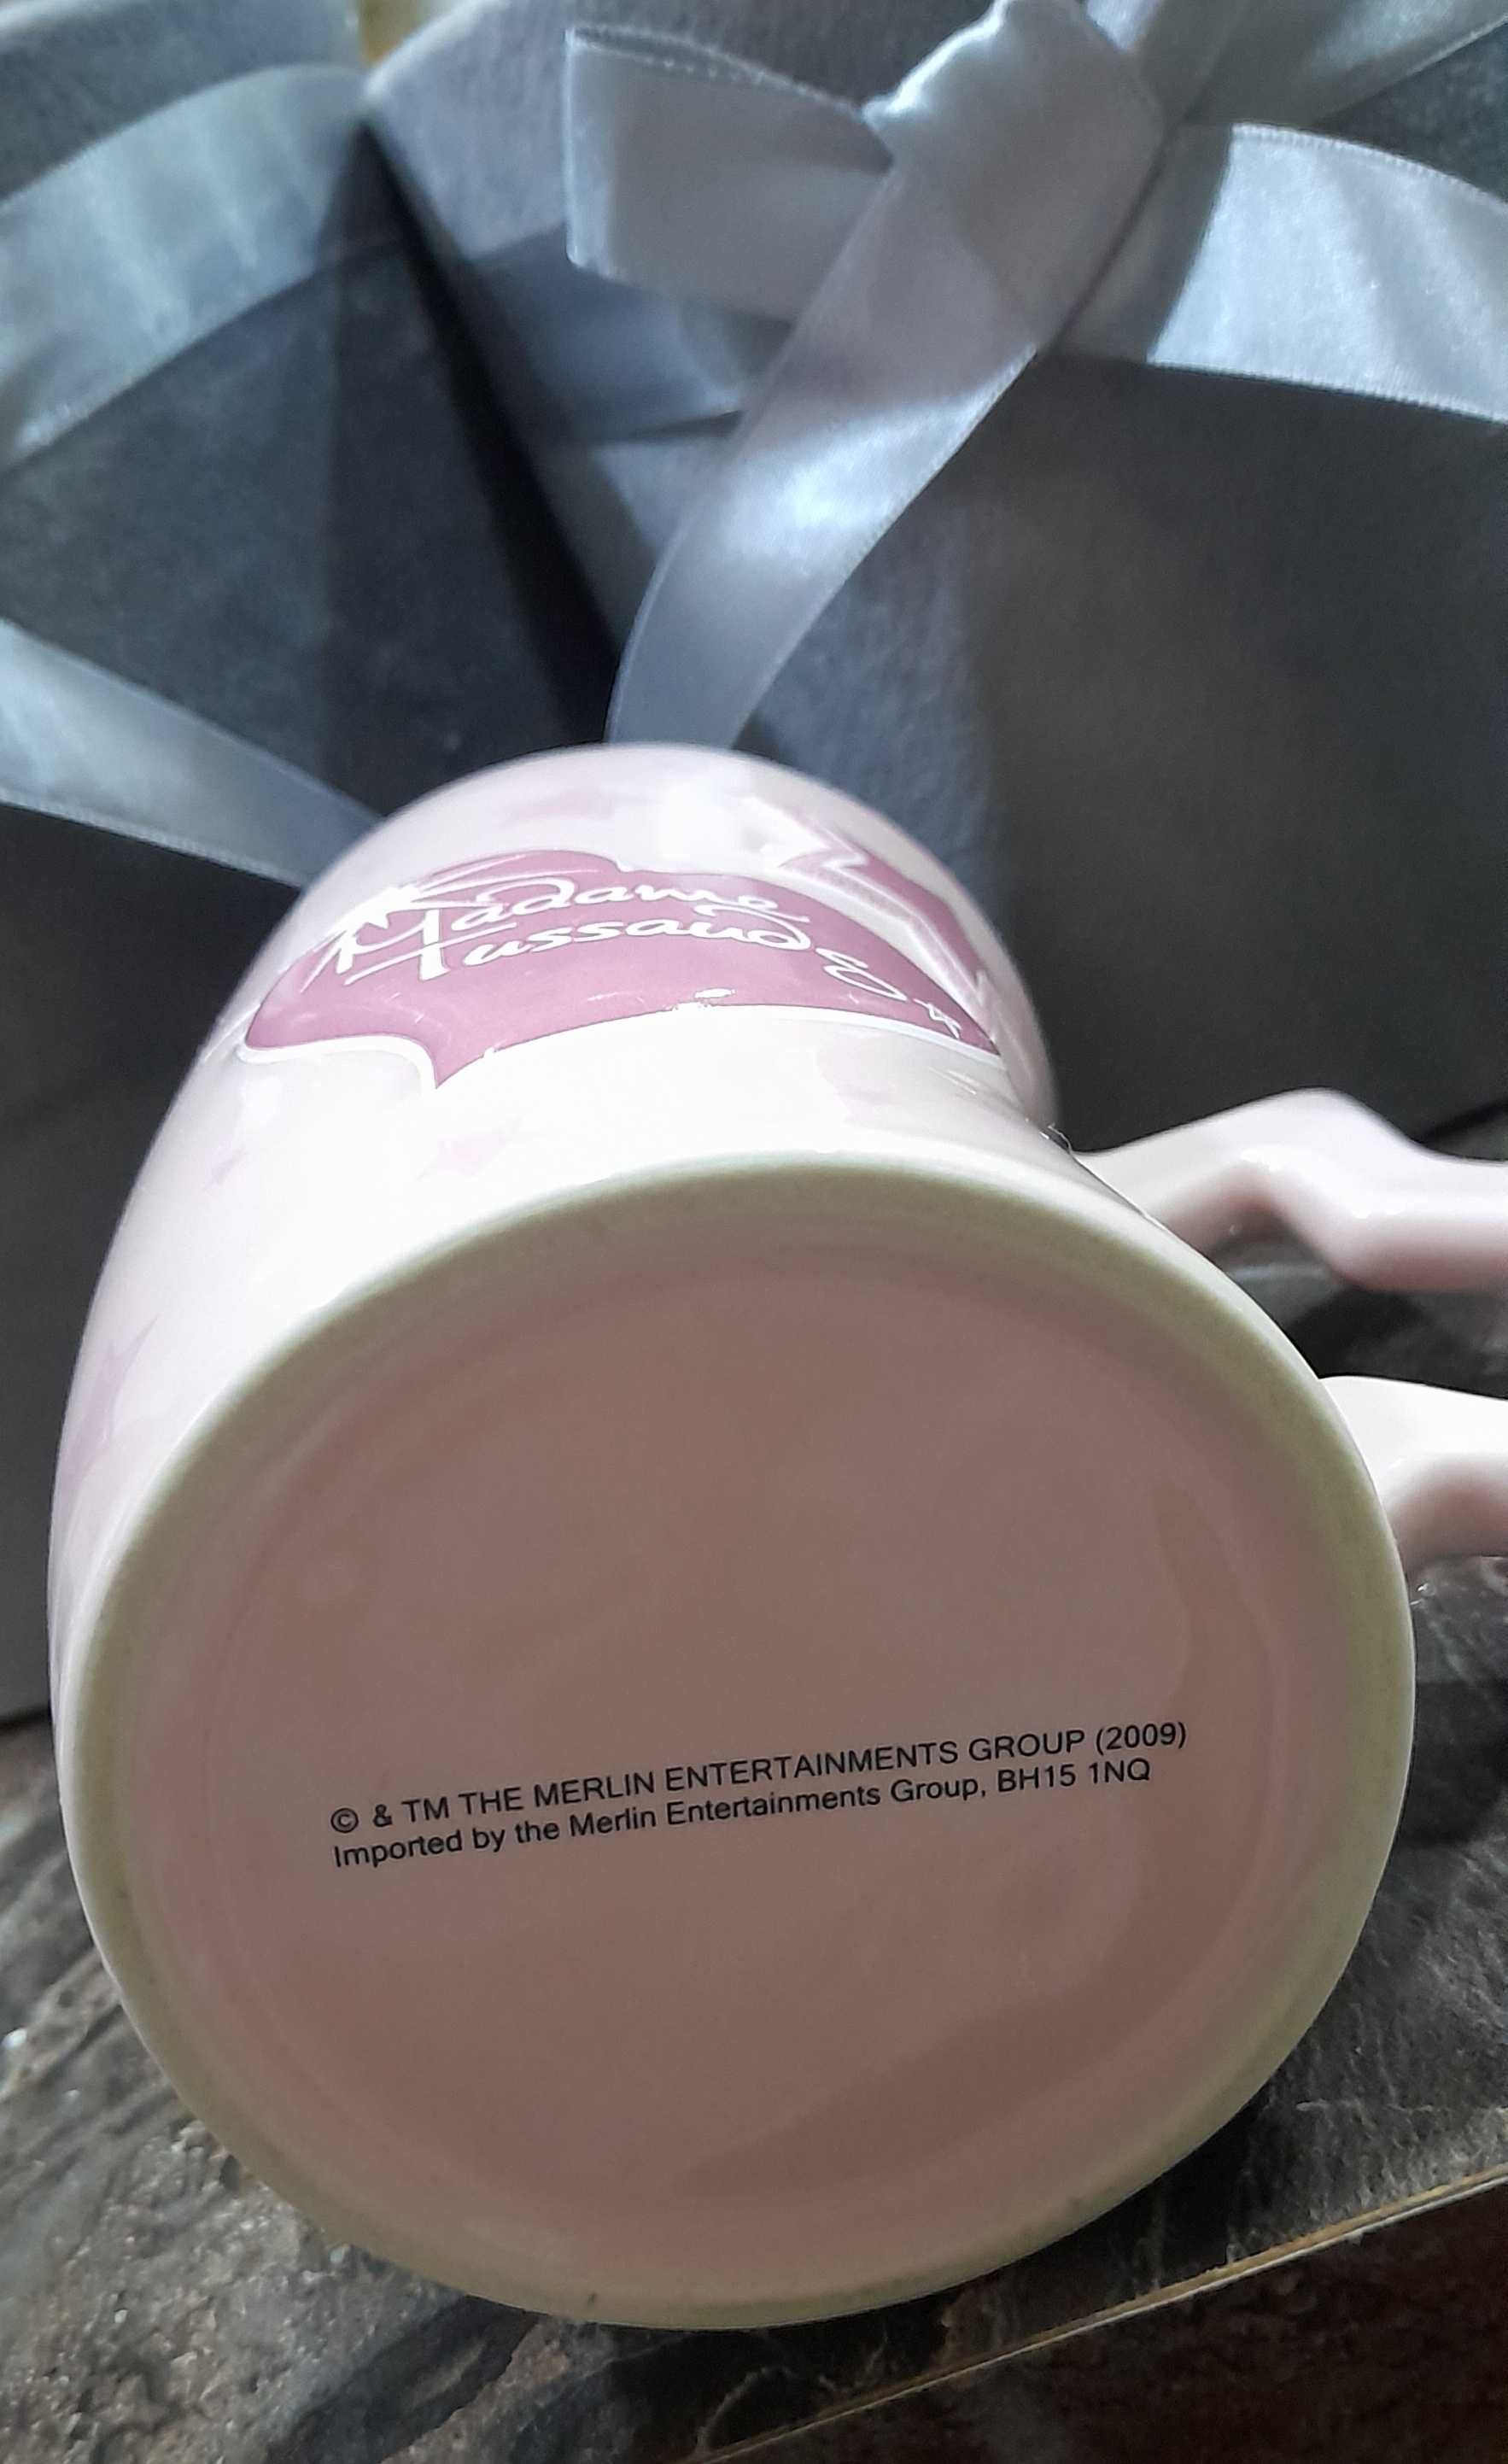 Madame
Tussauds
© & TM THE MERLIN ENTERTAINMENTS GROUP (2009)
Imported by the Merlin Entertainments Group, BH15 1NQ